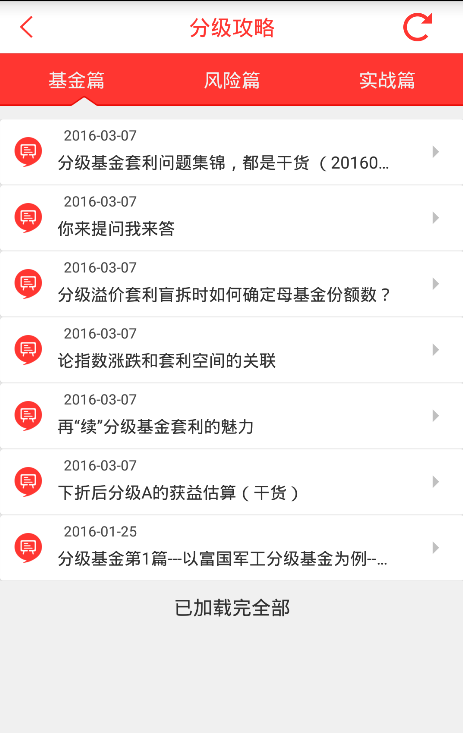 分级攻略
基金篇 风险篇 实战篇
2016-03-07
分级基金套利问题集锦，都是干货 （20160...
2016-03-07
你来提问我来答
2016-03-07
分级溢价套利盲拆时如何确定母基金份额数？
2016-03-07
论指数涨跌和套利空间的关联
2016-03-07
再“续”分级基金套利的魅力
2016-03-07
下折后分级A的获益估算（干货）
2016-01-25
分级基金第1篇---以富国军工分级基金为例--...
已加载完全部